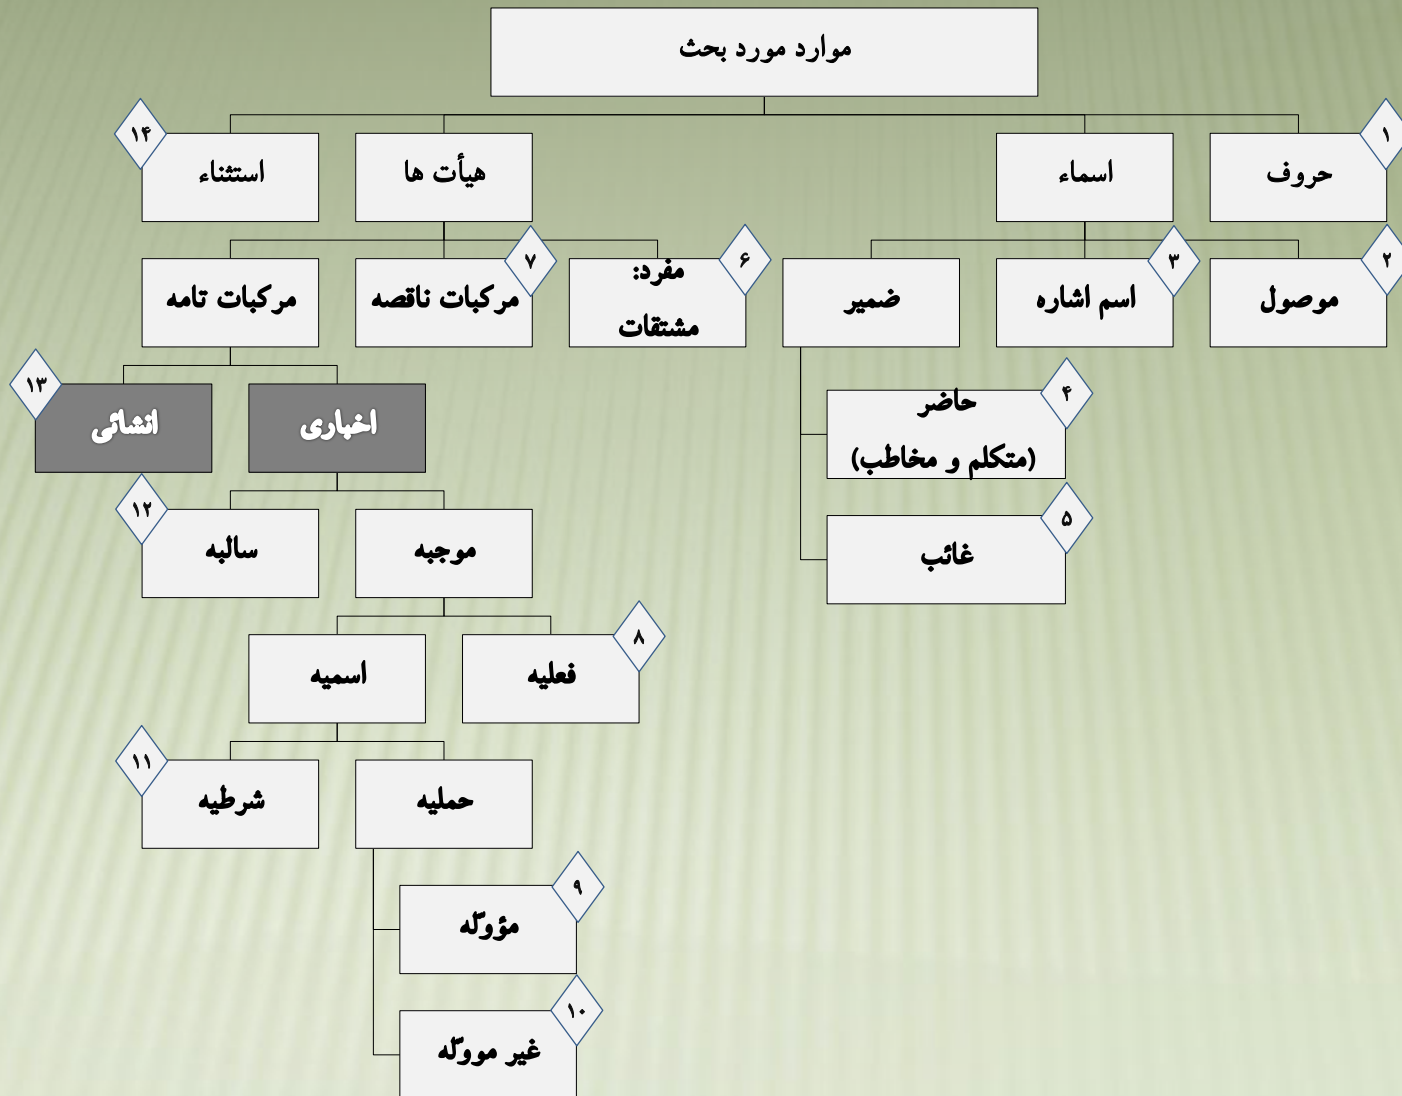 موارد مورد بحث
۱
حروف
اسماء
هیأت ها
۱۴
استثناء
۲
موصول
۳
اسم اشاره
ضمیر
۶
مفرد:
مشتقات
۷
مرکبات ناقصه
مرکبات تامه
۴
حاضر
(متکلم و مخاطب)
۵
غائب
اخباری
۱۳
انشائی
موجبه
۱۲
سالبه
۸
فعلیه
اسمیه
حملیه
۱۱
شرطیه
۹
مؤوّله
۱۰
غیر مووّله